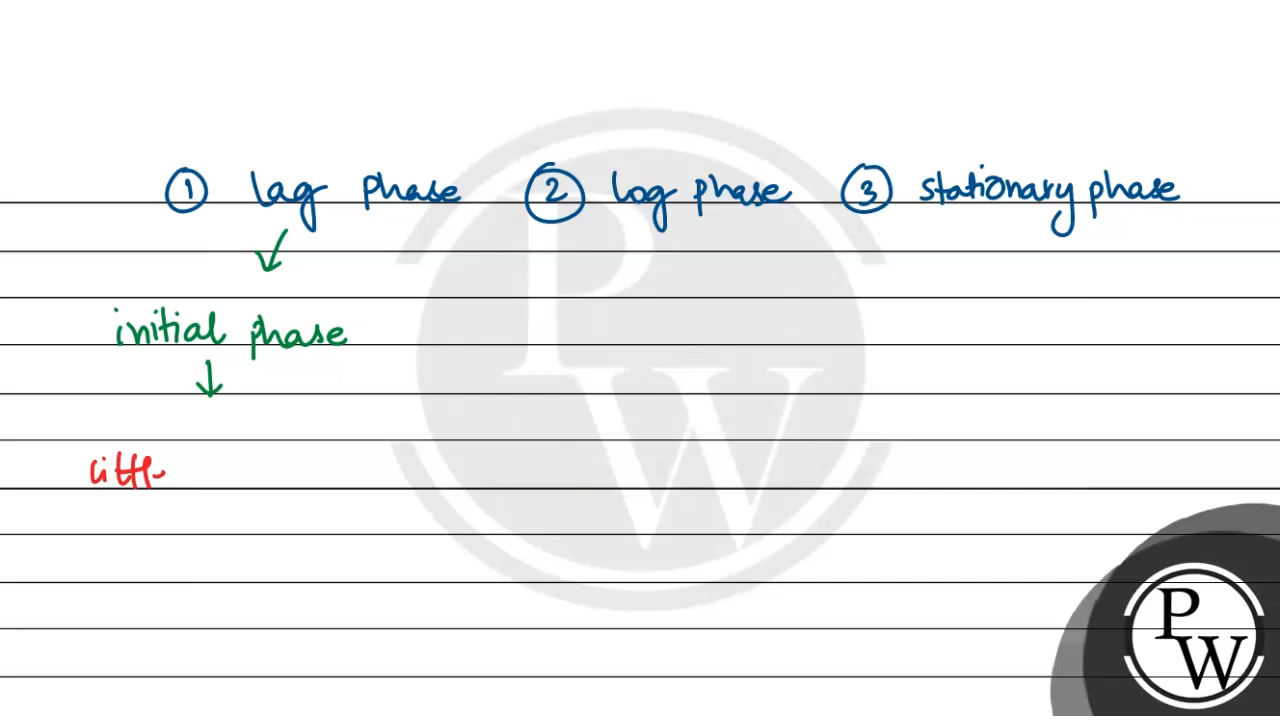 ① lag phase ② log phase ③ stationary phase
initial phase
P
W
P
W